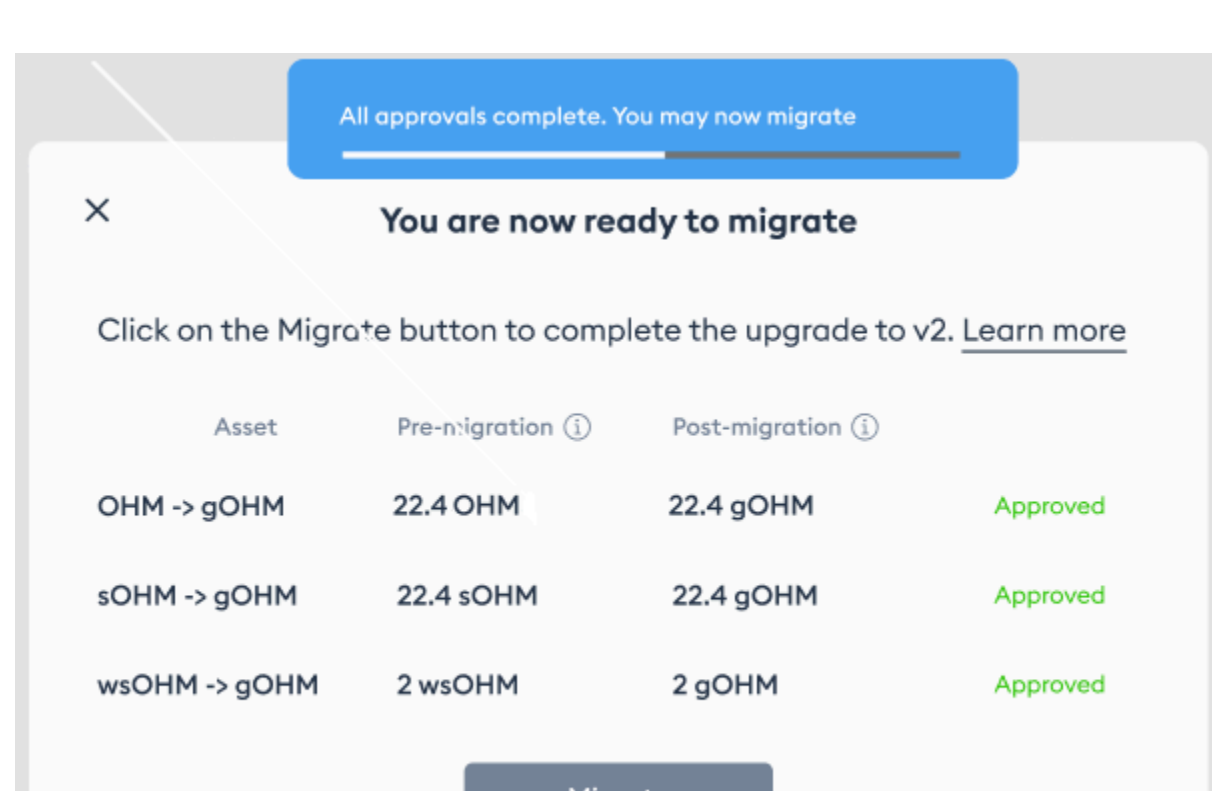 All approvals complete. You may now migrate
You are now ready to migrate
Click on the Migrate button to complete the upgrade to v2. Learn more
Asset Pre-migration Post-migration
OHM -> gOHM 22.4 OHM 22.4 gOHM Approved
sOHM -> gOHM 22.4 sOHM 22.4 gOHM Approved
wsOHM -> gOHM 2 wsOHM 2 gOHM Approved